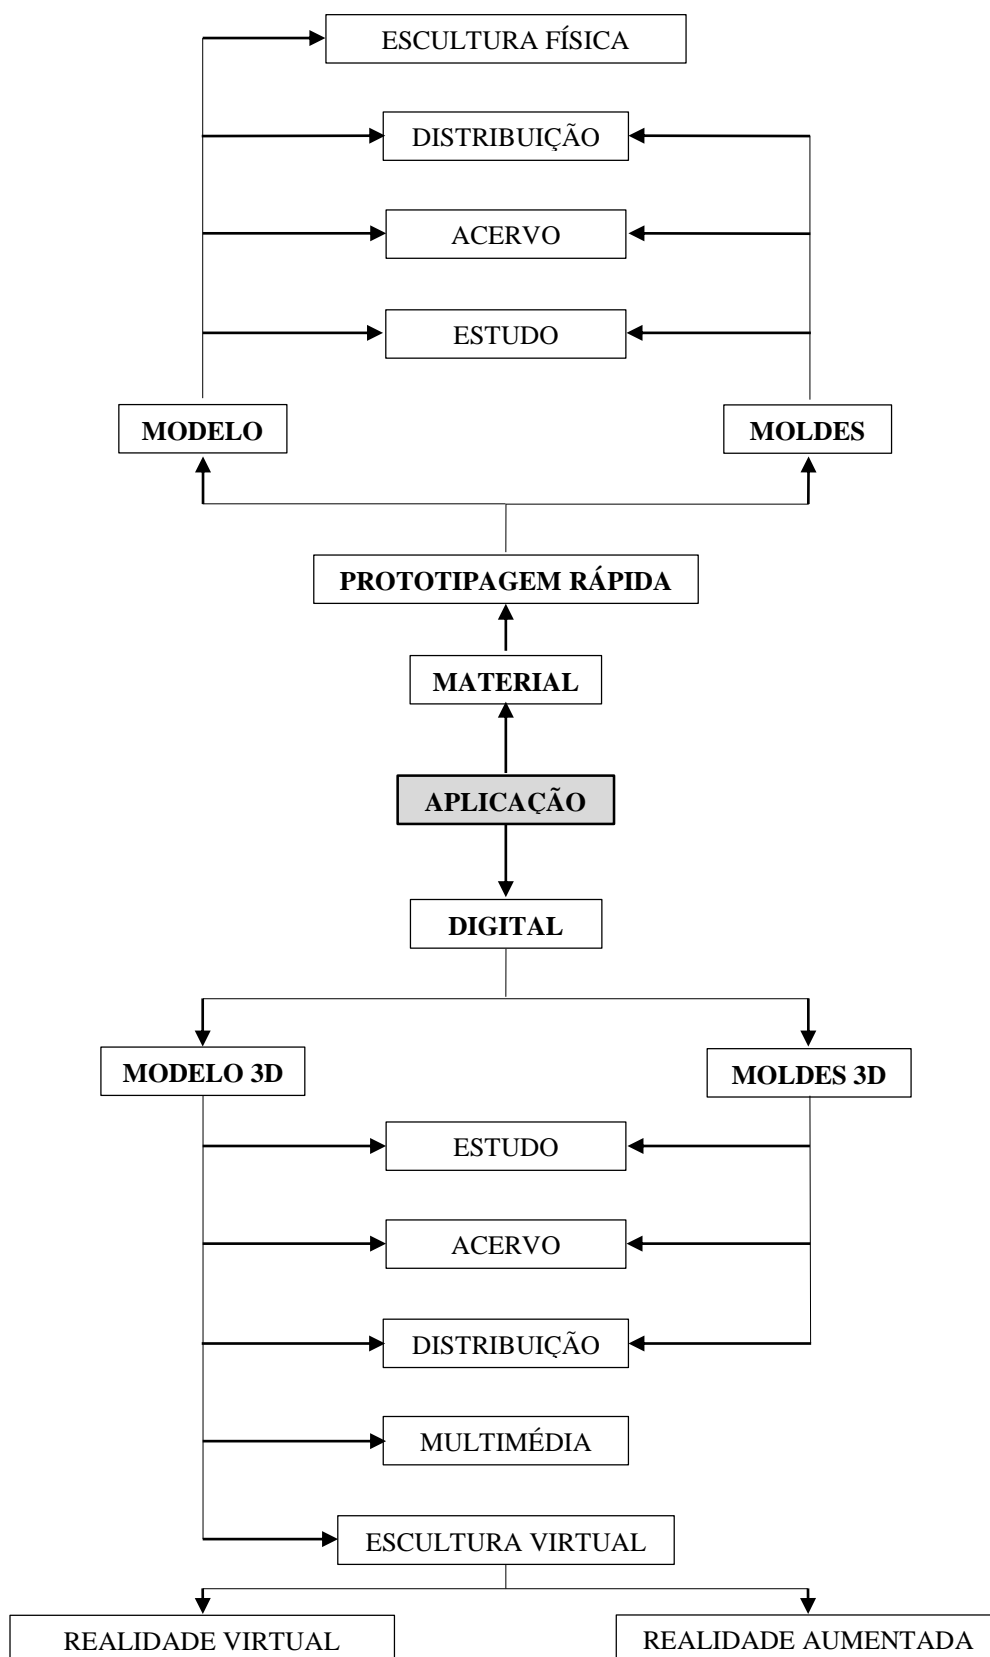 ESCULTURA FÍSICA
DISTRIBUIÇÃO
ACERVO
ESTUDO
MODELO
MOLDES
PROTOTIPAGEM RÁPIDA
MATERIAL
APLICAÇÃO
DIGITAL
MODELO 3D
MOLDES 3D
ESTUDO
ACERVO
DISTRIBUIÇÃO
MULTIMÉDIA
ESCULTURA VIRTUAL
REALIDADE VIRTUAL
REALIDADE AUMENTADA